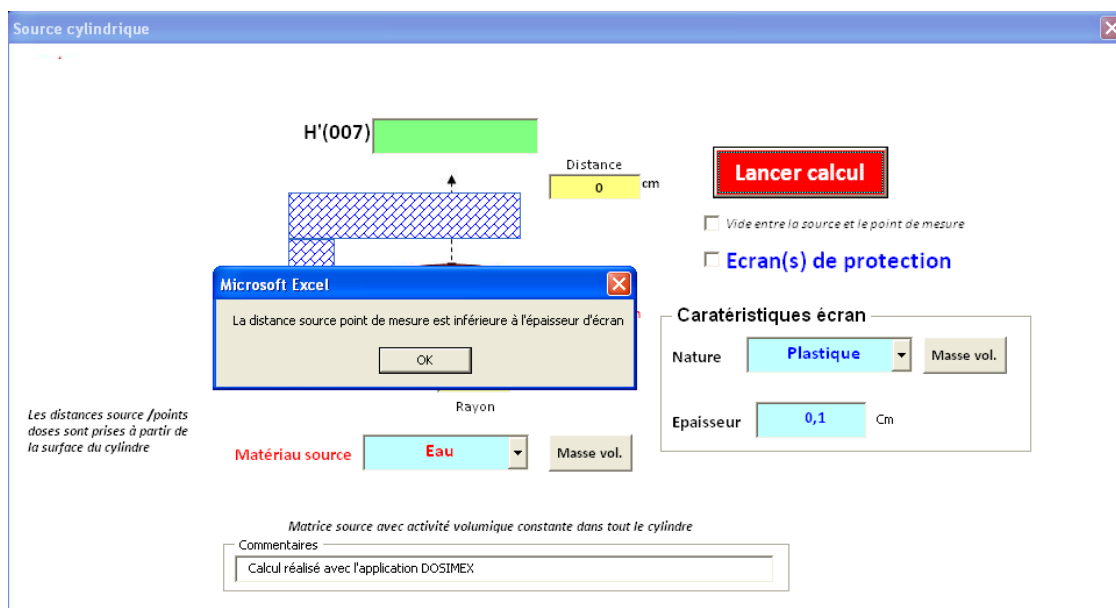 Source cylindrique
H'(007)
Distance
0 cm
Lancer calcul
Vide entre la source et le point de mesure
Ecran(s) de protection
Microsoft Excel
La distance source point de mesure est inférieure à l'épaisseur d'écran
OK
Caratéristiques écran
Nature Plastique Masse vol.
Epaisseur 0,1 Cm
Rayon
Les distances source /points
doses sont prises à partir de
la surface du cylindre
Matériau source Eau Masse vol.
Matrice source avec activité volumique constante dans tout le cylindre
Commentaires
Calcul réalisé avec l'application DOSIMEX